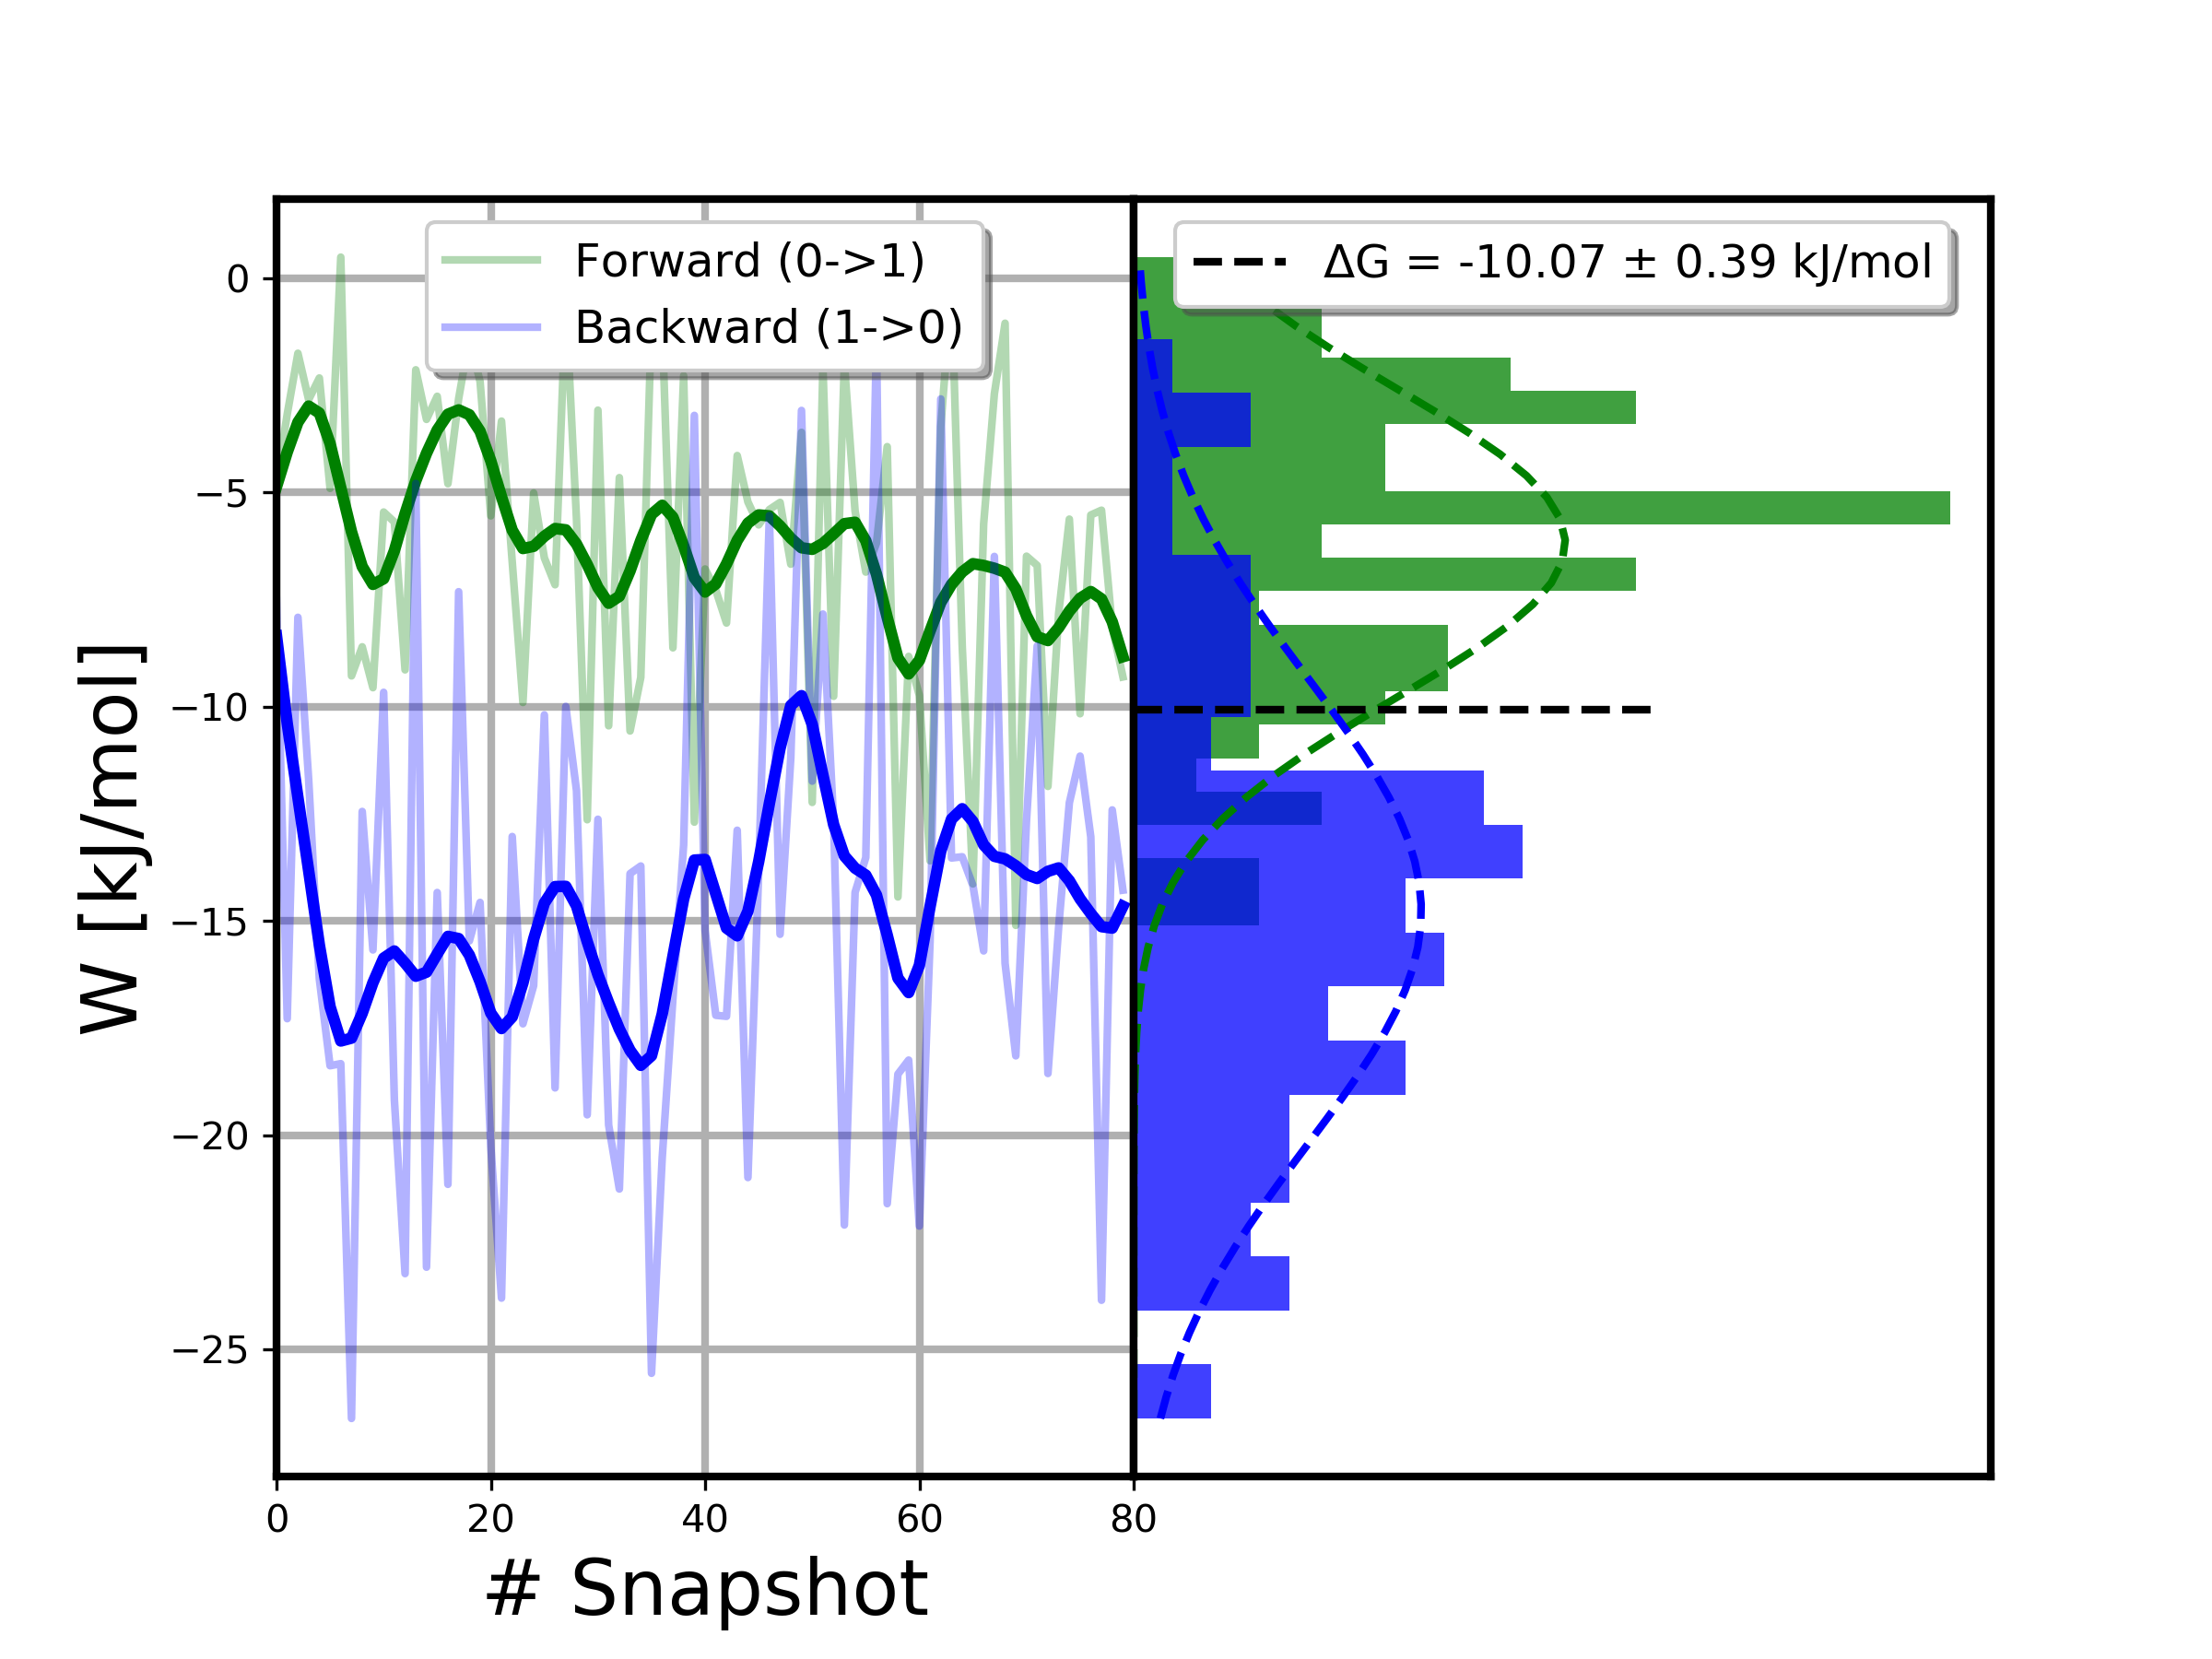 Forward (0->1)
Backward (1->0)
ΔG = -10.07 ± 0.39 kJ/mol
W [kJ/mol]
0
−5
−10
−15
−20
−25
0 20 40 60 80
# Snapshot